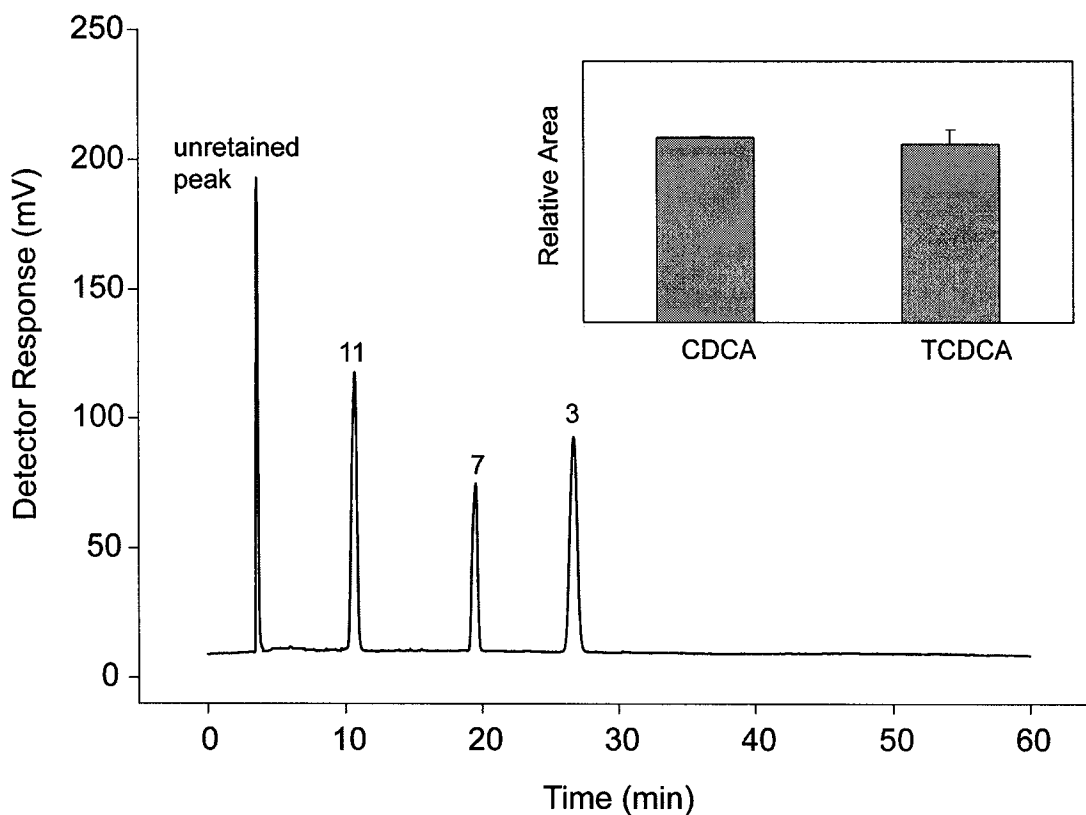 250
200
150
100
50
0
Detector Response (mV)
unretained
peak
11
7
3
0
10
20
30
40
50
60
Time (min)
Relative Area
CDCA
TCDCA